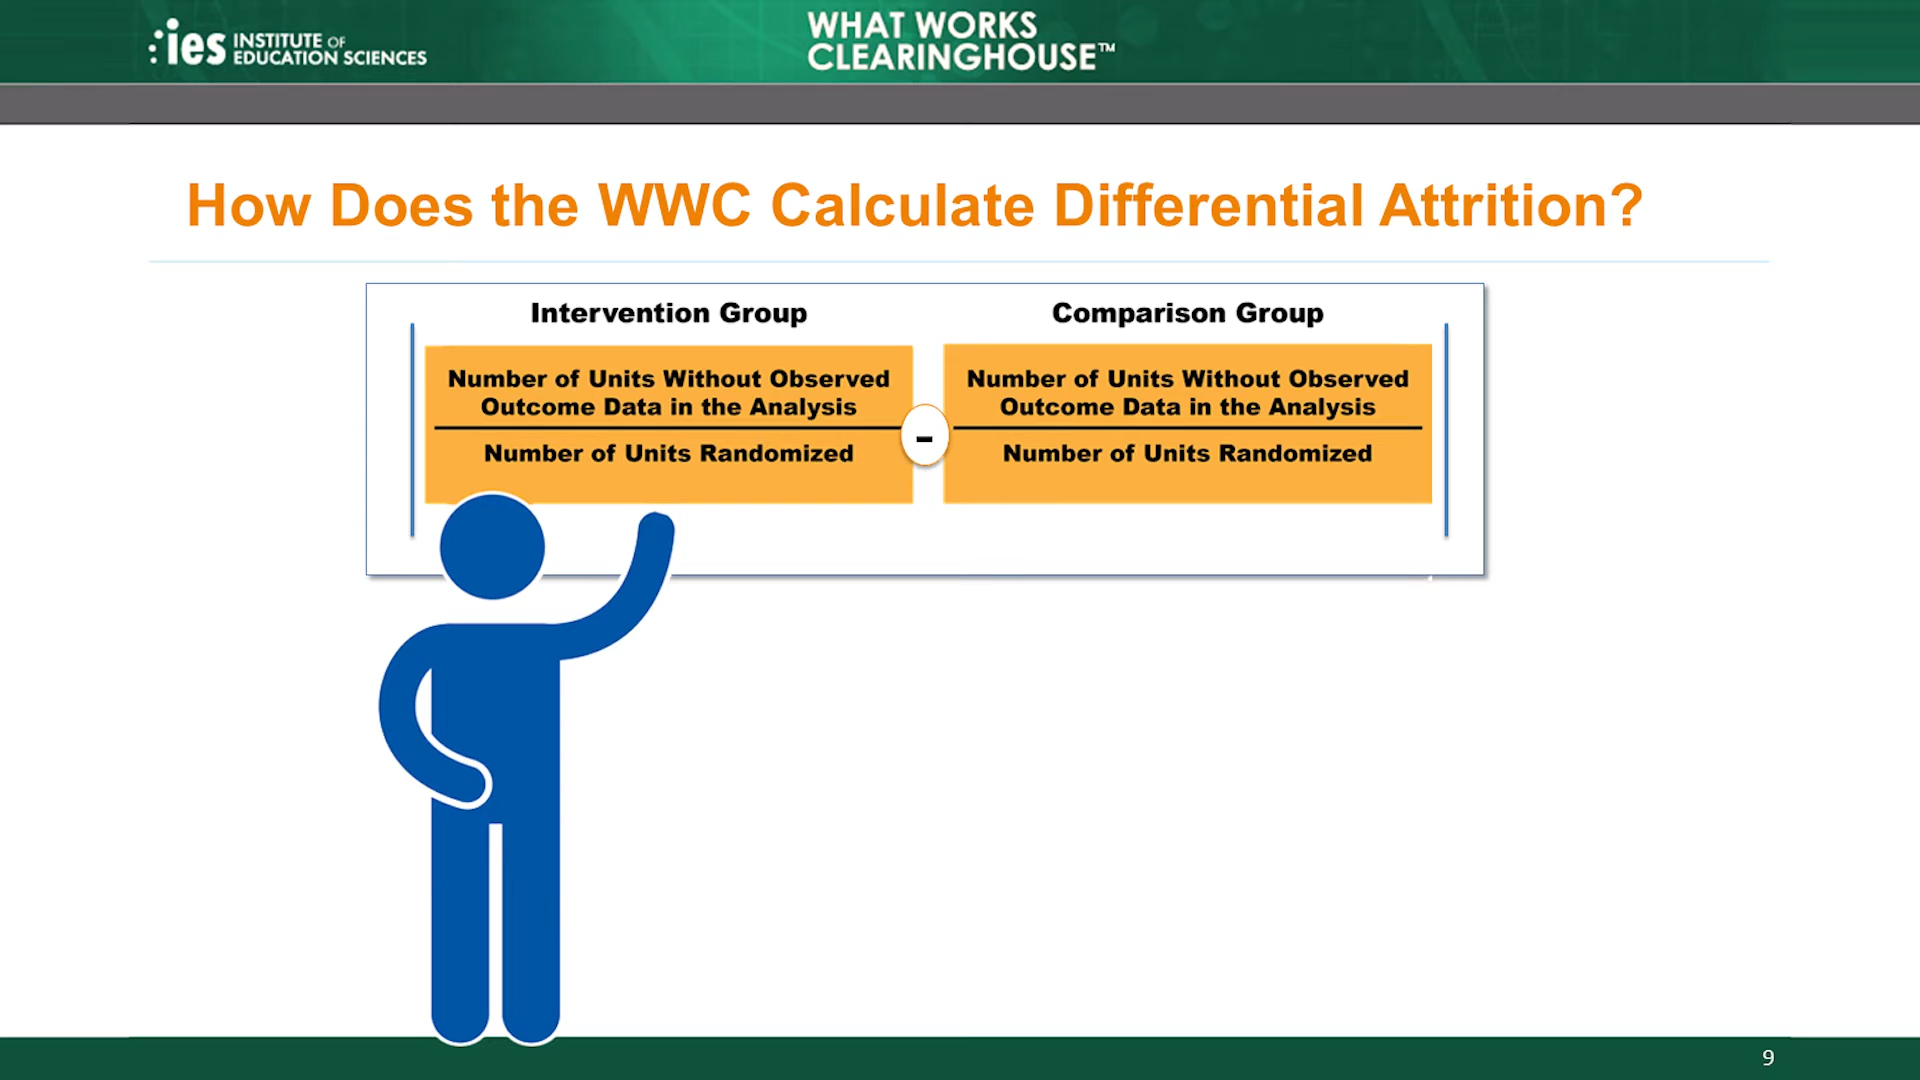 ies INSTITUTE OF
EDUCATION SCIENCES
WHAT WORKS
CLEARINGHOUSE™
How Does the WWC Calculate Differential Attrition?
Intervention Group
Number of Units Without Observed
Outcome Data in the Analysis
Number of Units Randomized
-
Comparison Group
Number of Units Without Observed
Outcome Data in the Analysis
Number of Units Randomized
9